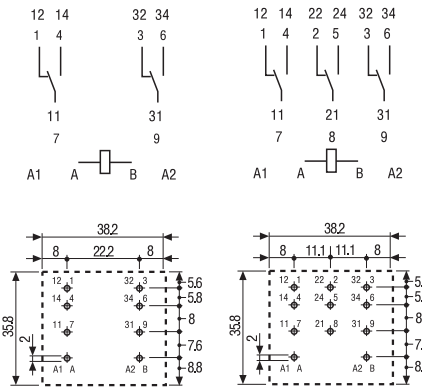 12 14 32 34
1 4 3 6
11 31
7 9
A1 A B A2
12 14 22 24 32 34
1 4 2 5 3 6
11 21 31
7 8 9
A1 A B A2
38.2
8 22.2 8
12 1 32 3
14 4 34 6
11 7 31 9
A1 A A2 B
35.8
2
5.6
5.8
8
7.6
8.8
38.2
8 11.1 11.1 8
12 1 22 2 32 3
14 4 24 5 34 6
11 7 21 8 31 9
A1 A A2 B
35.8
2
5.
5.
8
7.
8.